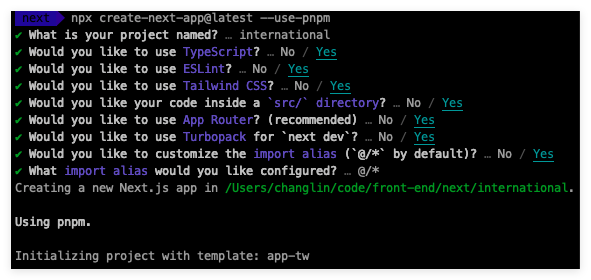 next npx create-next-app@latest --use-pnpm
✔ What is your project named? … international
✔ Would you like to use TypeScript? … No / Yes
✔ Would you like to use ESLint? … No / Yes
✔ Would you like to use Tailwind CSS? … No / Yes
✔ Would you like your code inside a `src/` directory? … No / Yes
✔ Would you like to use App Router? (recommended) … No / Yes
✔ Would you like to use Turbopack for `next dev`? … No / Yes
✔ Would you like to customize the import alias (`@/*` by default)? … No / Yes
✔ What import alias would you like configured? … @/*
Creating a new Next.js app in /Users/changlin/code/front-end/next/international.
Using pnpm.
Initializing project with template: app-tw